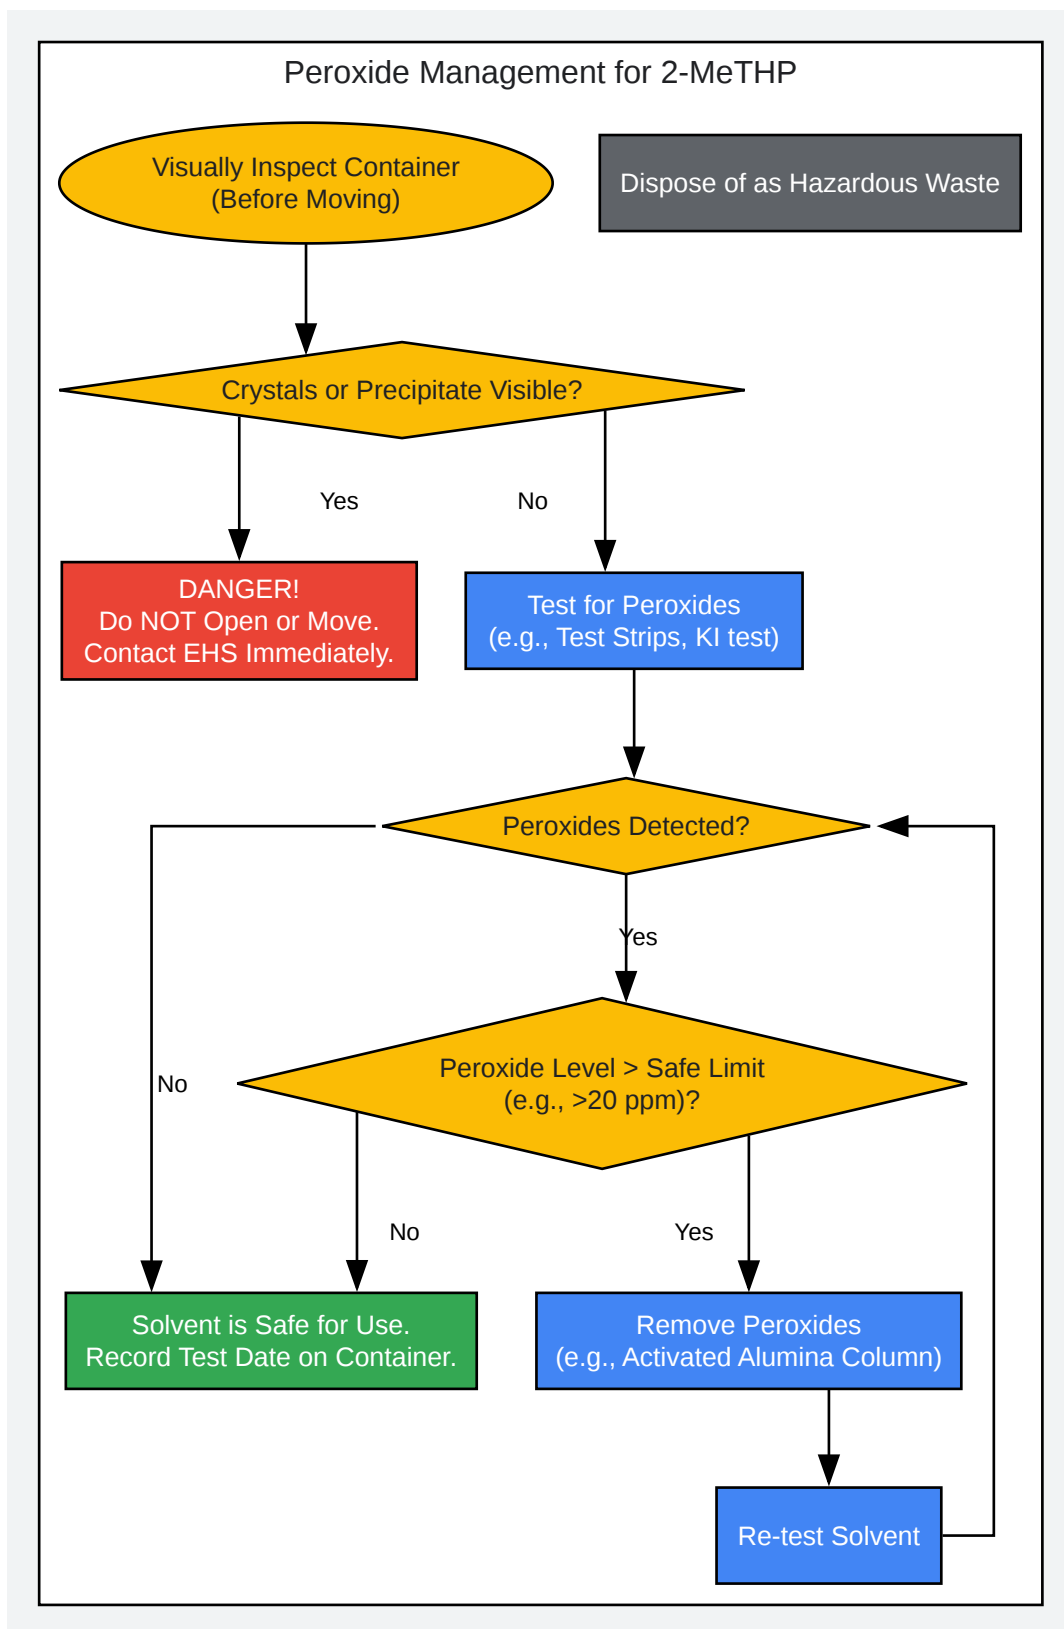 Peroxide Management for 2-MeTHP
Visually Inspect Container
(Before Moving)
Dispose of as Hazardous Waste
Crystals or Precipitate Visible?
Yes
No
DANGER!
Do NOT Open or Move.
Contact EHS Immediately.
Test for Peroxides
(e.g., Test Strips, KI test)
Peroxides Detected?
Yes
Peroxide Level > Safe Limit
(e.g., >20 ppm)?
No
No
Yes
Solvent is Safe for Use.
Record Test Date on Container.
Remove Peroxides
(e.g., Activated Alumina Column)
Re-test Solvent